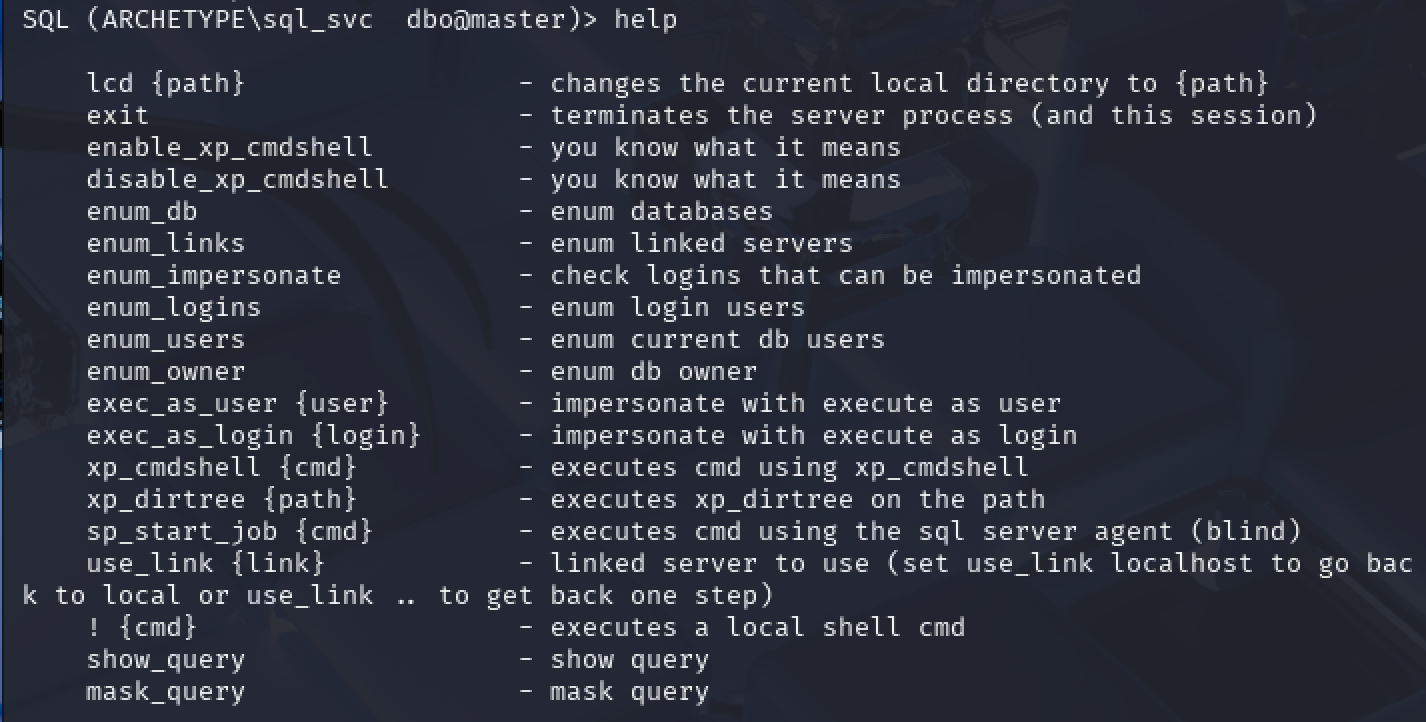 SQL (ARCHETYPE\sql_svc  dbo@master)> help
lcd {path} - changes the current local directory to {path}
exit - terminates the server process (and this session)
enable_xp_cmdshell - you know what it means
disable_xp_cmdshell - you know what it means
enum_db - enum databases
enum_links - enum linked servers
enum_impersonate - check logins that can be impersonated
enum_logins - enum login users
enum_users - enum current db users
enum_owner - enum db owner
exec_as_user {user} - impersonate with execute as user
exec_as_login {login} - impersonate with execute as login
xp_cmdshell {cmd} - executes cmd using xp_cmdshell
xp_dirtree {path} - executes xp_dirtree on the path
sp_start_job {cmd} - executes cmd using the sql server agent (blind)
use_link {link} - linked server to use (set use_link localhost to go bac
k to local or use_link .. to get back one step)
! {cmd} - executes a local shell cmd
show_query - show query
mask_query - mask query